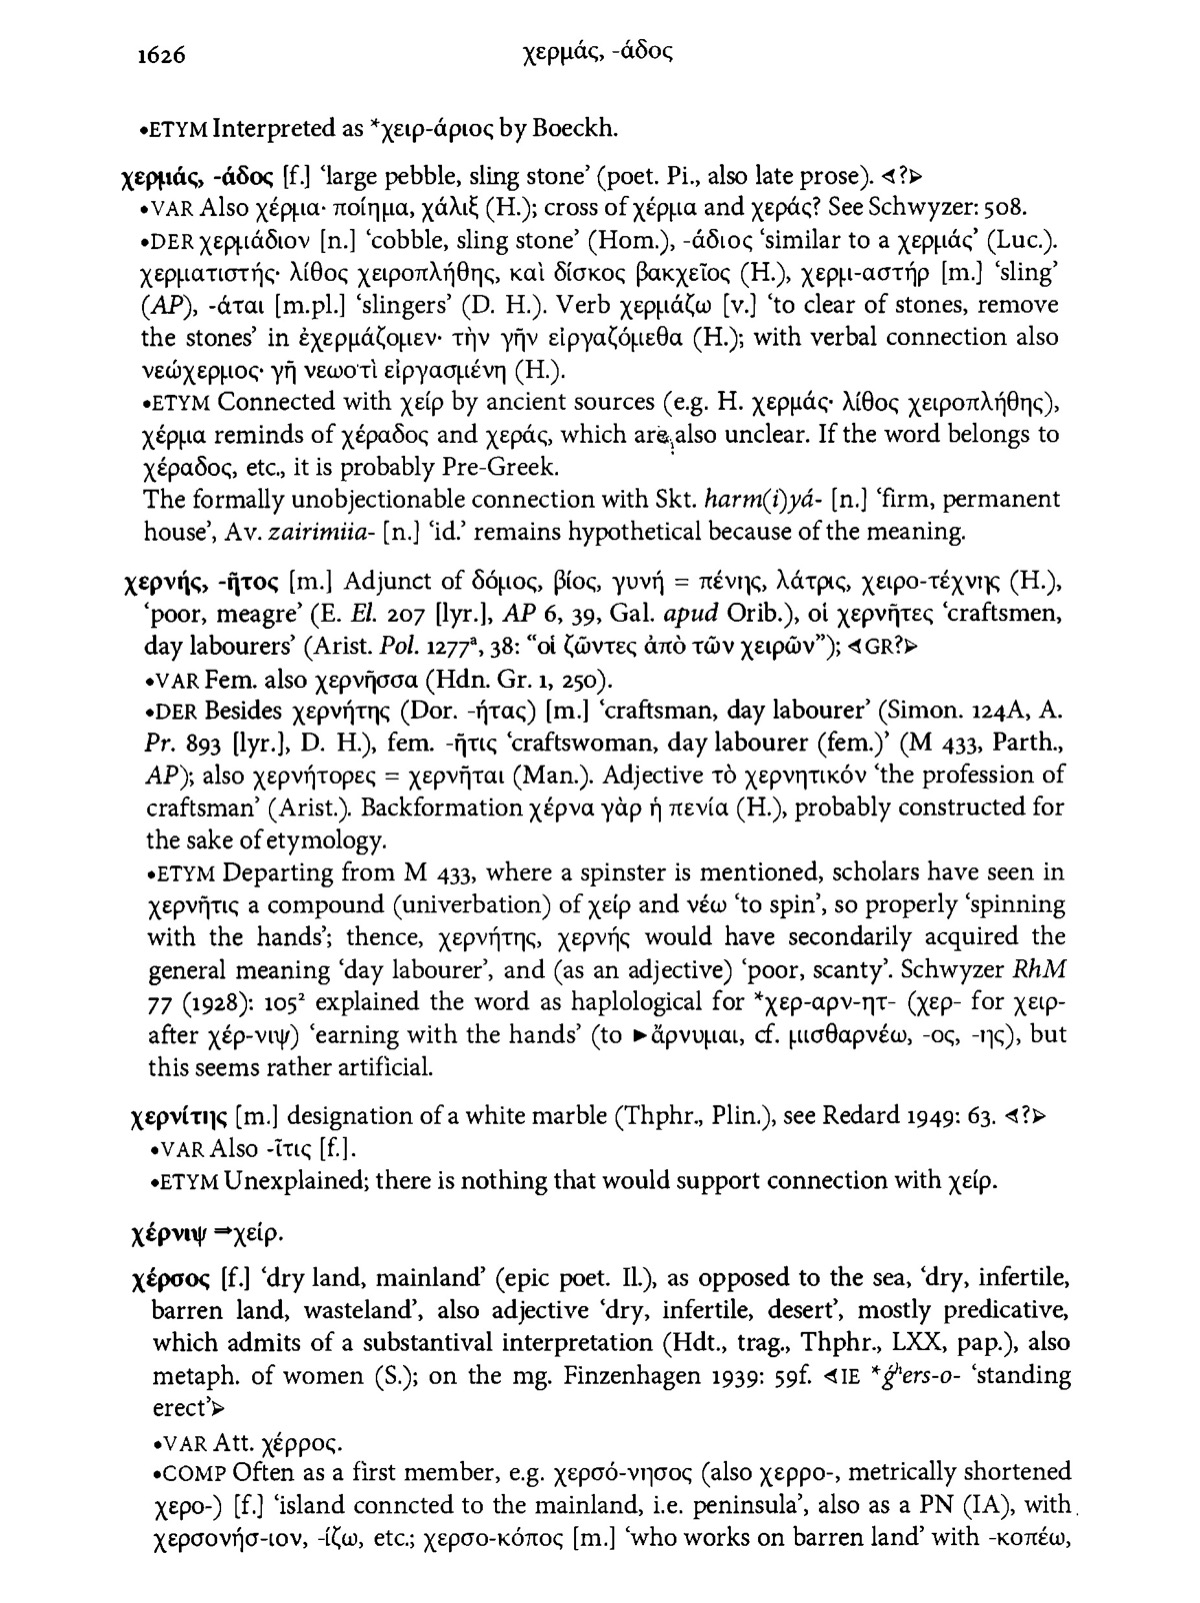 1626 χερμάς, -άδος
•ETYM Interpreted as *χειρ-άριος by Boeckh.
χερμάς, -άδος [f.] ‘large pebble, sling stone’ (poet. Pi., also late prose). ⊲?⊳
•VAR Also χέρμα· ποίημα, χάλιξ (H.); cross of χέρμα and χεράς? See Schwyzer: 508.
•DER χερμάδιον [n.] ‘cobble, sling stone’ (Hom.), -άδιος ‘similar to a χερμάς’ (Luc.).
χερματιστής· λίθος χειροπλήθης, καὶ δίσκος βακχεῖος (H.), χερμι-αστήρ [m.] ‘sling’
(AP), -άται [m.pl.] ‘slingers’ (D. H.). Verb χερμάζω [v.] ‘to clear of stones, remove
the stones’ in ἐχερμάζομεν· τὴν γῆν εἰργαζόμεθα (H.); with verbal connection also
νεώχερμος· γῆ νεωστὶ εἰργασμένη (H.).
•ETYM Connected with χείρ by ancient sources (e.g. H. χερμάς· λίθος χειροπλήθης),
χέρμα reminds of χέραδος and χεράς, which are also unclear. If the word belongs to
χέραδος, etc., it is probably Pre-Greek.
The formally unobjectionable connection with Skt. harm(i)yá- [n.] ‘firm, permanent
house’, Av. zairimiia- [n.] ‘id.’ remains hypothetical because of the meaning.
χερνής, -ῆτος [m.] Adjunct of δόμος, βίος, γυνή = πένης, λάτρις, χειρο-τέχνης (H.),
‘poor, meagre’ (E. El. 207 [lyr.], AP 6, 39, Gal. apud Orib.), οἱ χερνῆτες ‘craftsmen,
day labourers’ (Arist. Pol. 1277ᵃ, 38: “οἱ ζῶντες ἀπὸ τῶν χειρῶν”); ⊲GR?⊳
•VAR Fem. also χερνῆσσα (Hdn. Gr. 1, 250).
•DER Besides χερνήτης (Dor. -ήτας) [m.] ‘craftsman, day labourer’ (Simon. 124A, A.
Pr. 893 [lyr.], D. H.), fem. -ῆτις ‘craftswoman, day labourer (fem.)’ (M 433, Parth.,
AP); also χερνήτορες = χερνῆται (Man.). Adjective τὸ χερνητικόν ‘the profession of
craftsman’ (Arist.). Backformation χέρνα γὰρ ἡ πενία (H.), probably constructed for
the sake of etymology.
•ETYM Departing from M 433, where a spinster is mentioned, scholars have seen in
χερνῆτις a compound (univerbation) of χείρ and νέω ‘to spin’, so properly ‘spinning
with the hands’; thence, χερνήτης, χερνής would have secondarily acquired the
general meaning ‘day labourer’, and (as an adjective) ‘poor, scanty’. Schwyzer RhM
77 (1928): 105² explained the word as haplological for *χερ-αρν-ητ- (χερ- for χειρ-
after χέρ-νιψ) ‘earning with the hands’ (to ►ἄρνυμαι, cf. μισθαρνέω, -ος, -ης), but
this seems rather artificial.
χερνίτης [m.] designation of a white marble (Thphr., Plin.), see Redard 1949: 63. ⊲?⊳
•VAR Also -ῖτις [f.].
•ETYM Unexplained; there is nothing that would support connection with χείρ.
χέρνιψ ⇒χείρ.
χέρσος [f.] ‘dry land, mainland’ (epic poet. Il.), as opposed to the sea, ‘dry, infertile,
barren land, wasteland’, also adjective ‘dry, infertile, desert’, mostly predicative,
which admits of a substantival interpretation (Hdt., trag., Thphr., LXX, pap.), also
metaph. of women (S.); on the mg. Finzenhagen 1939: 59f. ⊲IE *ǵʰers-o- ‘standing
erect’⊳
•VAR Att. χέρρος.
•COMP Often as a first member, e.g. χερσό-νησος (also χερρο-, metrically shortened
χερο-) [f.] ‘island conncted to the mainland, i.e. peninsula’, also as a PN (IA), with
χερσονήσ-ιον, -ίζω, etc.; χερσο-κόπος [m.] ‘who works on barren land’ with -κοπέω,